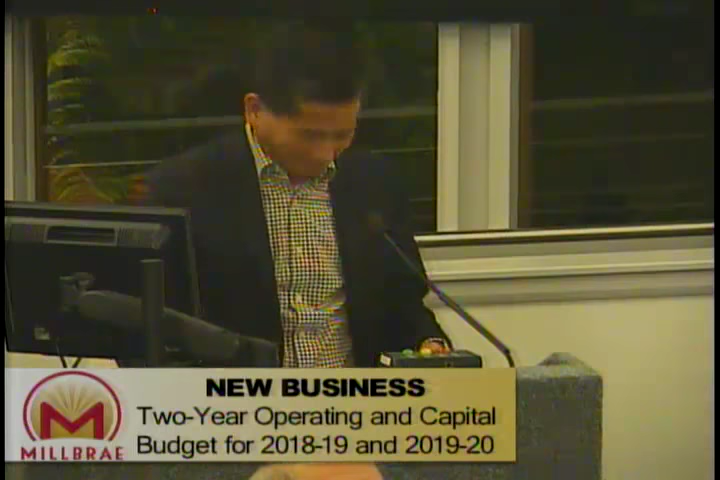 NEW BUSINESS
Two-Year Operating and Capital
Budget for 2018-19 and 2019-20
M
MILLBRAE